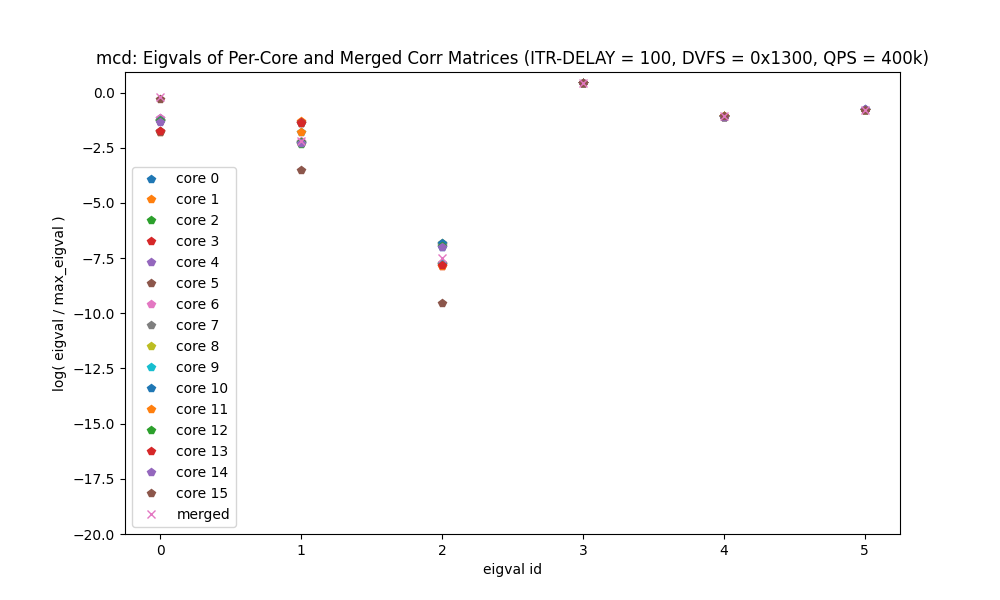 mcd: Eigvals of Per-Core and Merged Corr Matrices (ITR-DELAY = 100, DVFS = 0x1300, QPS = 400k)
log( eigval / max_eigval )
0.0
−2.5
−5.0
−7.5
−10.0
−12.5
−15.0
−17.5
−20.0
core 0
core 1
core 2
core 3
core 4
core 5
core 6
core 7
core 8
core 9
core 10
core 11
core 12
core 13
core 14
core 15
merged
0 1 2 3 4 5
eigval id